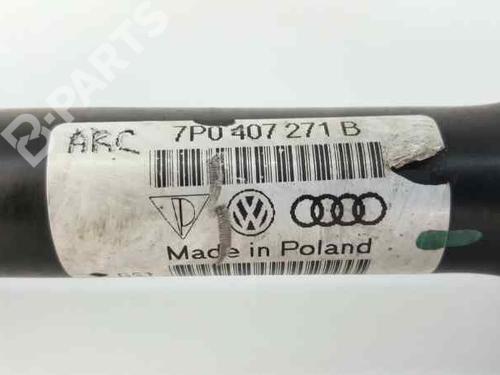 B-PARTS
ARC
7P0 407 271 B
Made in Poland